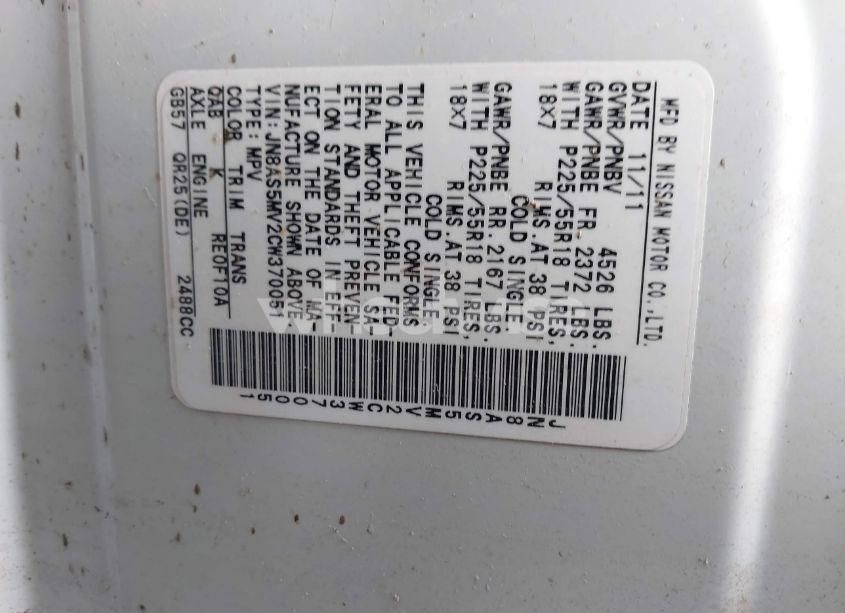 MFD BY NISSAN MOTOR CO.,LTD.
DATE 11/11
GVWR/PNBV 4526 LBS.
GAWR/PNBE FR 2372 LBS.
WITH P225/55R18 TIRES,
18X7 RIMS.AT 38 PSI
COLD SINGLE
GAWR/PNBE RR 2167 LBS.
WITH P225/55R18 TIRES,
18X7 RIMS.AT 38 PSI
COLD SINGLE
THIS VEHICLE CONFORMS
TO ALL APPLICABLE FED-
ERAL MOTOR VEHICLE SA-
FETY AND THEFT PREVEN-
TION STANDARDS IN EFF-
ECT ON THE DATE OF MA-
NUFACTURE SHOWN ABOVE
VIN:JN8AS5MV2CW370051
TYPE:MPV
COLOR TRIM TRANS
QAB K RE0F10A
AXLE ENGINE
GB57 QR25(DE) 2488CC
JN8AS5MV2CW370051